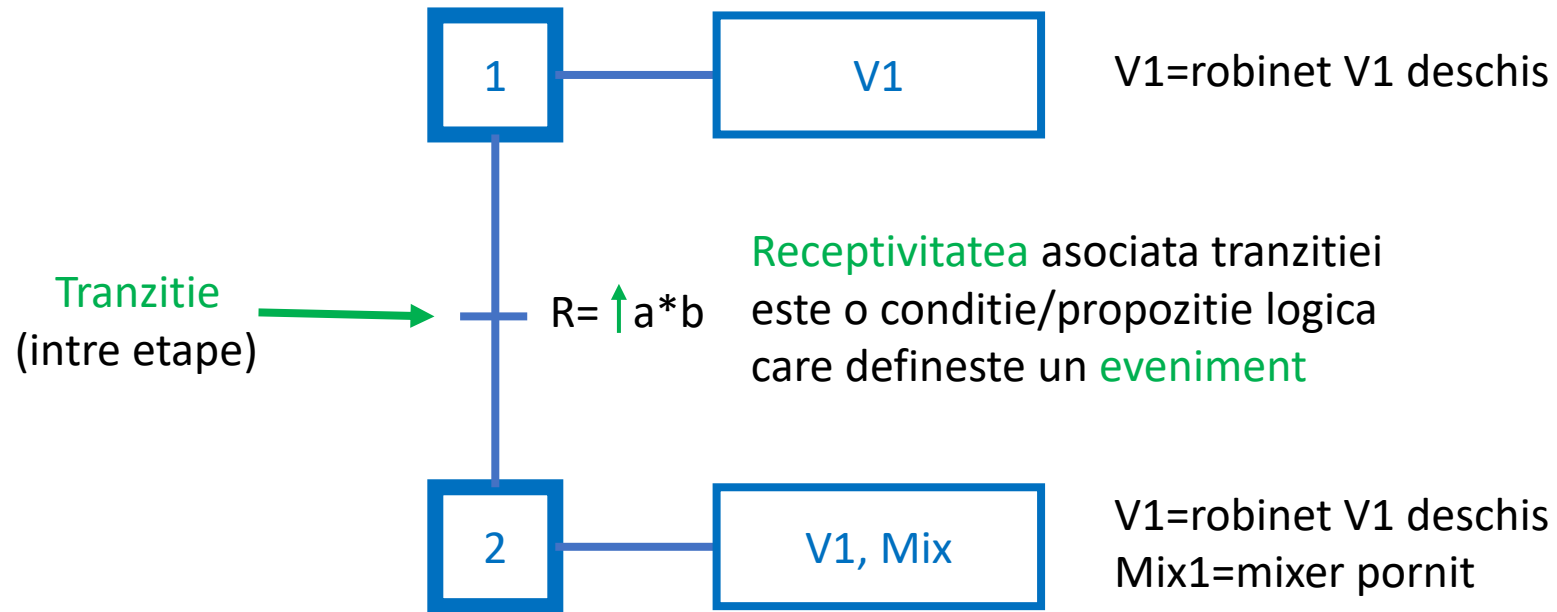 1
V1
V1=robinet V1 deschis
Tranzitie
(intre etape)
R= ↑ a*b
Receptivitatea asociata tranzitiei
este o conditie/propozitie logica
care defineste un eveniment
2
V1, Mix
V1=robinet V1 deschis
Mix1=mixer pornit